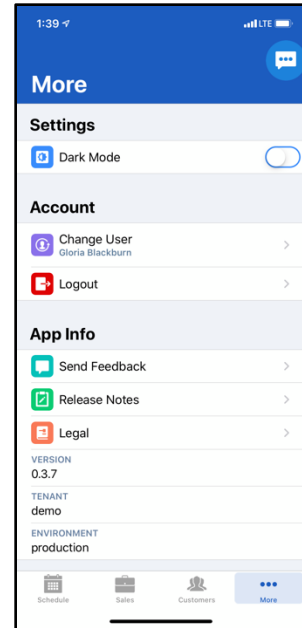 1:39
LTE
More
Settings
Dark Mode
Account
Change User
Gloria Blackburn
Logout
App Info
Send Feedback
Release Notes
Legal
VERSION
0.3.7
TENANT
demo
ENVIRONMENT
production
Schedule Sales Customers More